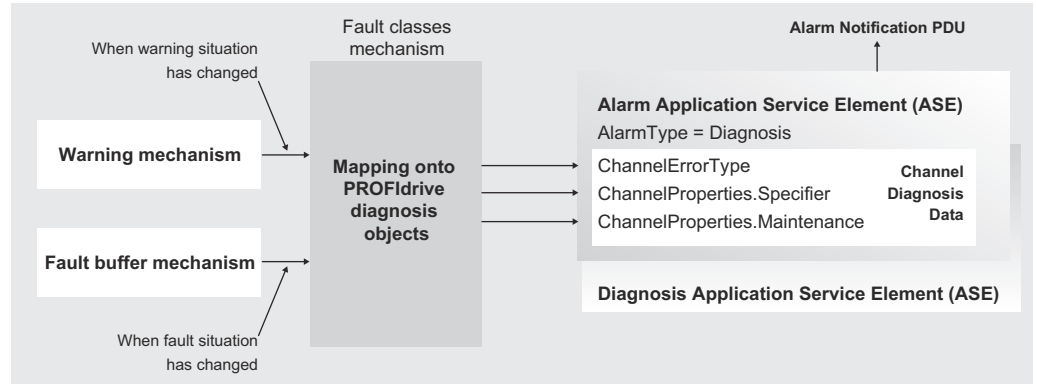 Fault classes
mechanism
Alarm Notification PDU
When warning situation
has changed
Alarm Application Service Element (ASE)
AlarmType = Diagnosis
Warning mechanism
Mapping onto
PROFIdrive
diagnosis
objects
ChannelErrorType
ChannelProperties.Specifier
ChannelProperties.Maintenance
Channel
Diagnosis
Data
Fault buffer mechanism
Diagnosis Application Service Element (ASE)
When fault situation
has changed